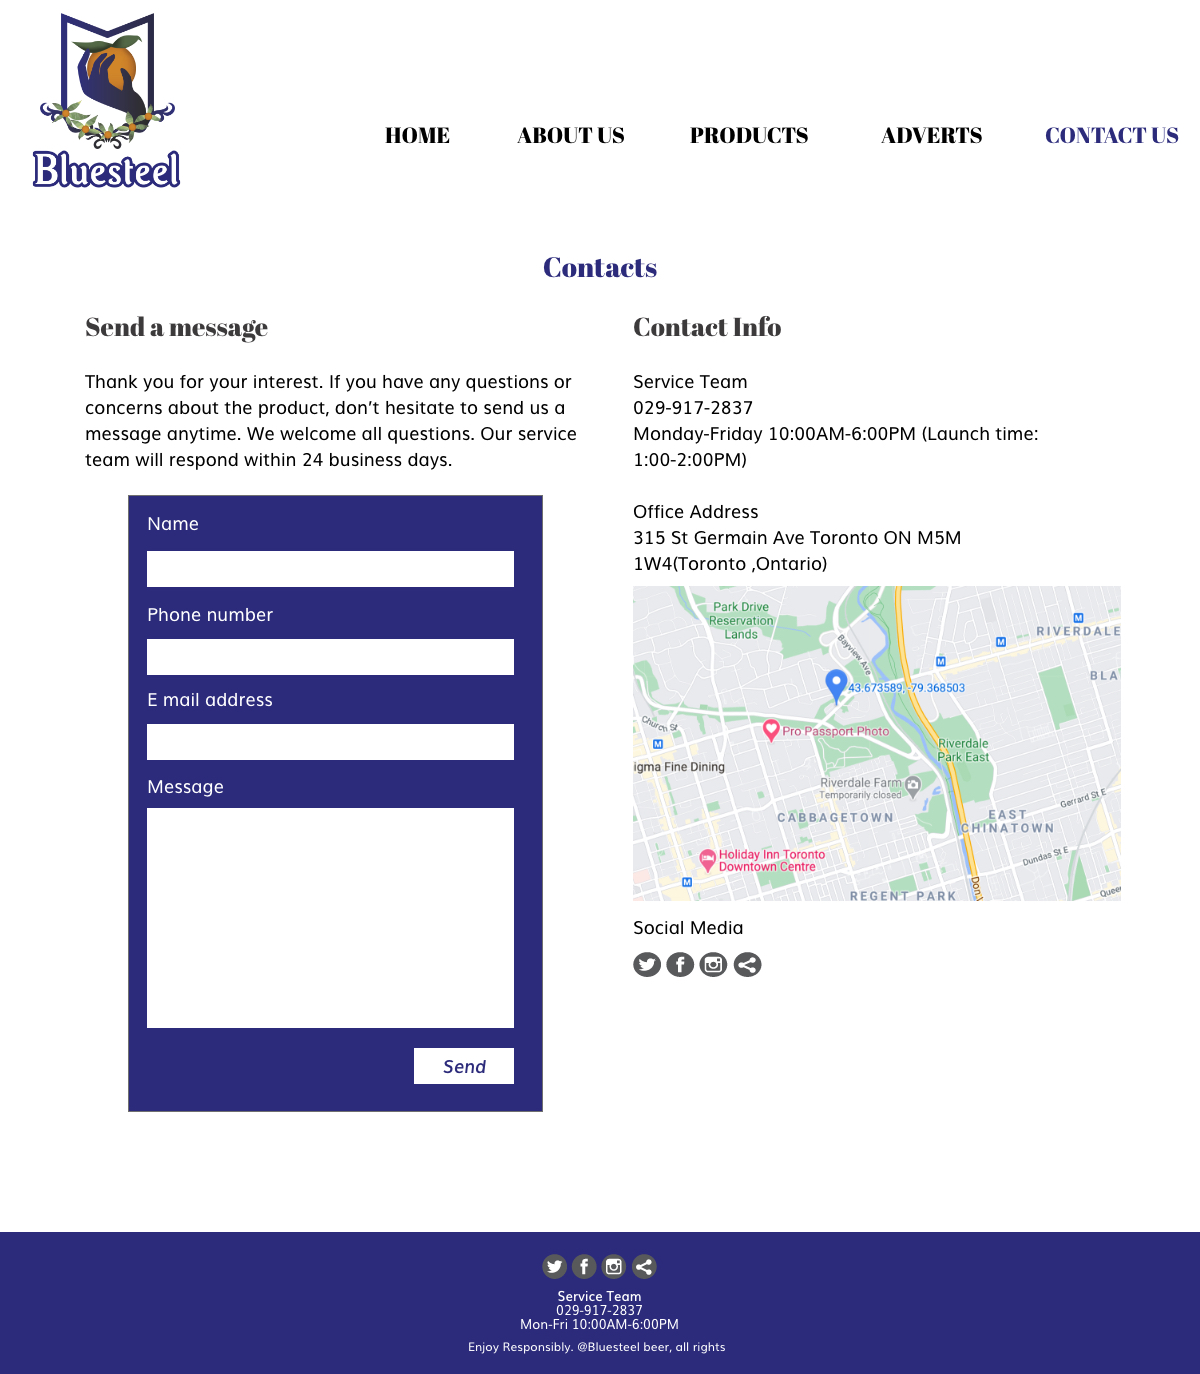 Bluesteel
HOME
ABOUT US
PRODUCTS
ADVERTS
CONTACT US
Contacts
Send a message
Thank you for your interest. If you have any questions or
concerns about the product, don’t hesitate to send us a
message anytime. We welcome all questions. Our service
team will respond within 24 business days.
Name
Phone number
E mail address
Message
Send
Contact Info
Service Team
029-917-2837
Monday-Friday 10:00AM-6:00PM (Launch time:
1:00-2:00PM)
Office Address
315 St Germain Ave Toronto ON M5M
1W4(Toronto ,Ontario)
Park Drive
Reservation
Lands
Bayview Ave
M
RIVERDALE
M
M
BLA
43.673589, -79.368503
Church St
Pro Passport Photo
M
Riverdale
Park East
igma Fine Dining
Riverdale Farm
Temporarily closed
Gerrard St E
CABBAGETOWN
EAST
CHINATOWN
Holiday Inn Toronto
Downtown Centre
Dundas St E
M
REGENT PARK
Don V
Quee
Social Media
Service Team
029-917-2837
Mon-Fri 10:00AM-6:00PM
Enjoy Responsibly. @Bluesteel beer, all rights